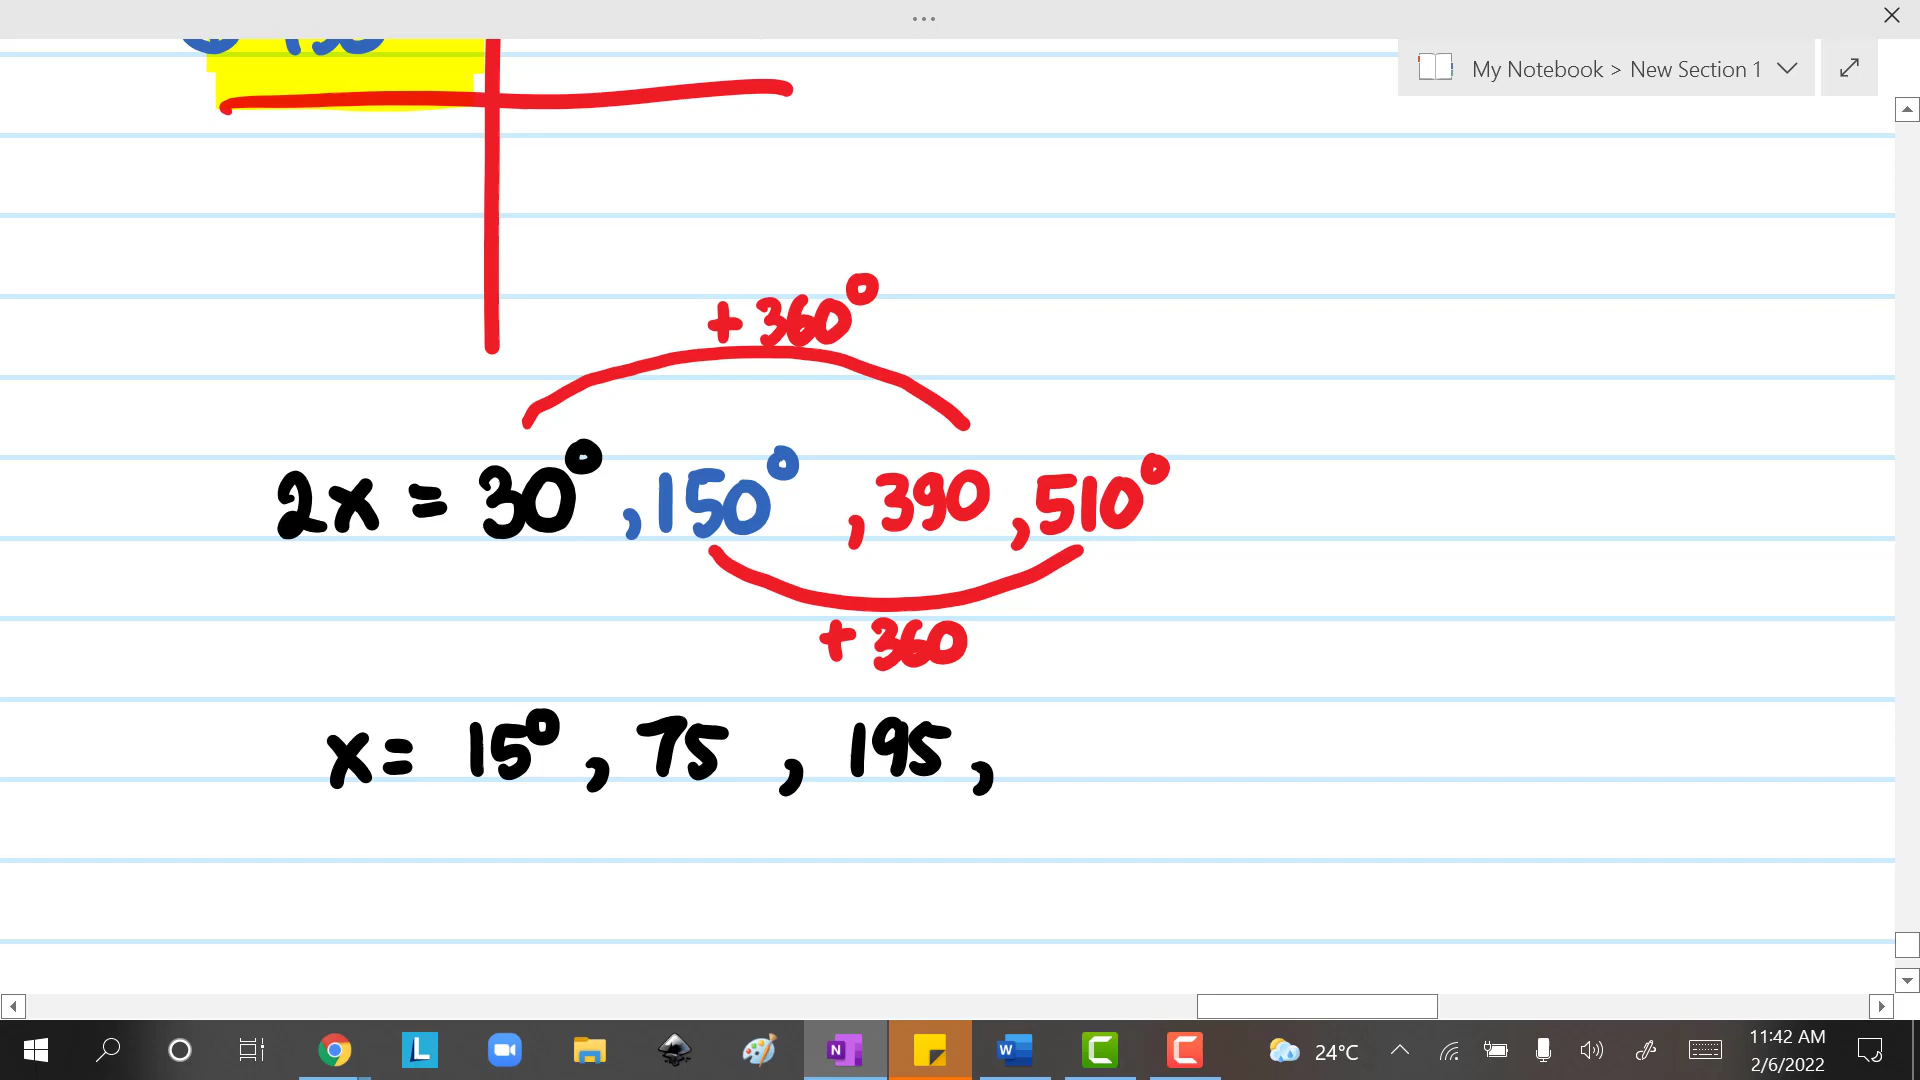 My Notebook > New Section 1
+ 360°
2x = 30°, 150°, 390, 510°
+ 360
x = 15°, 75, 195,
24°C
11:42 AM
2/6/2022